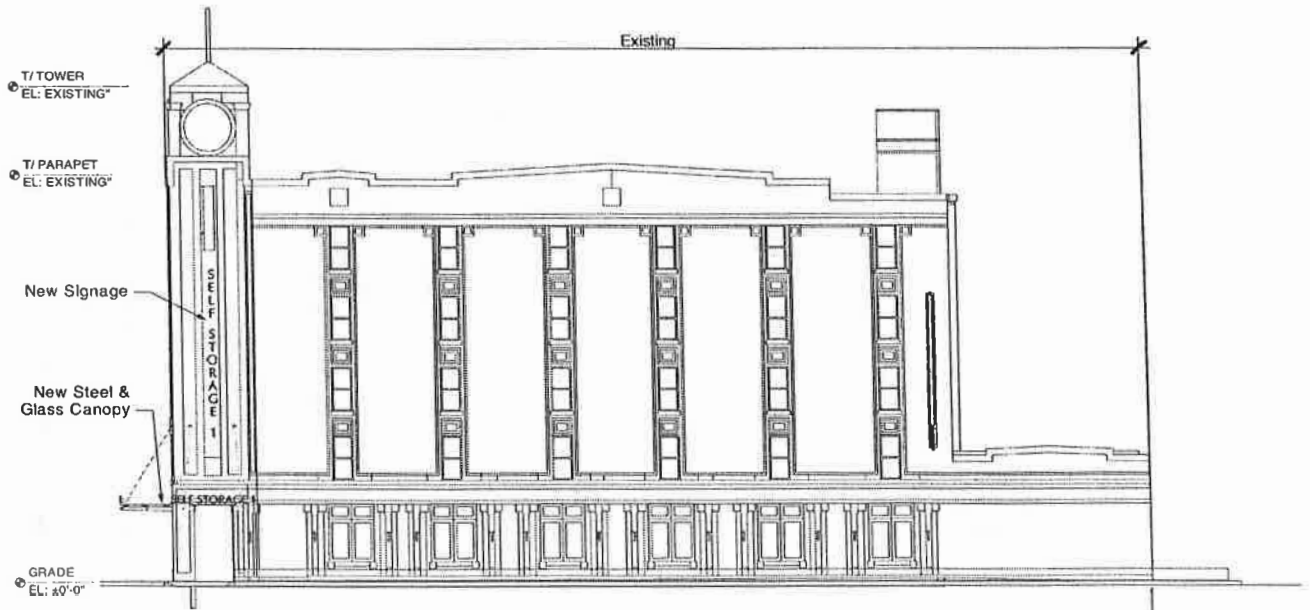 Existing
T/ TOWER
EL: EXISTING"
T/ PARAPET
EL: EXISTING"
New Signage
SELF STORAGE 1
New Steel &
Glass Canopy
SELF STORAGE
GRADE
EL: ±0'-0"